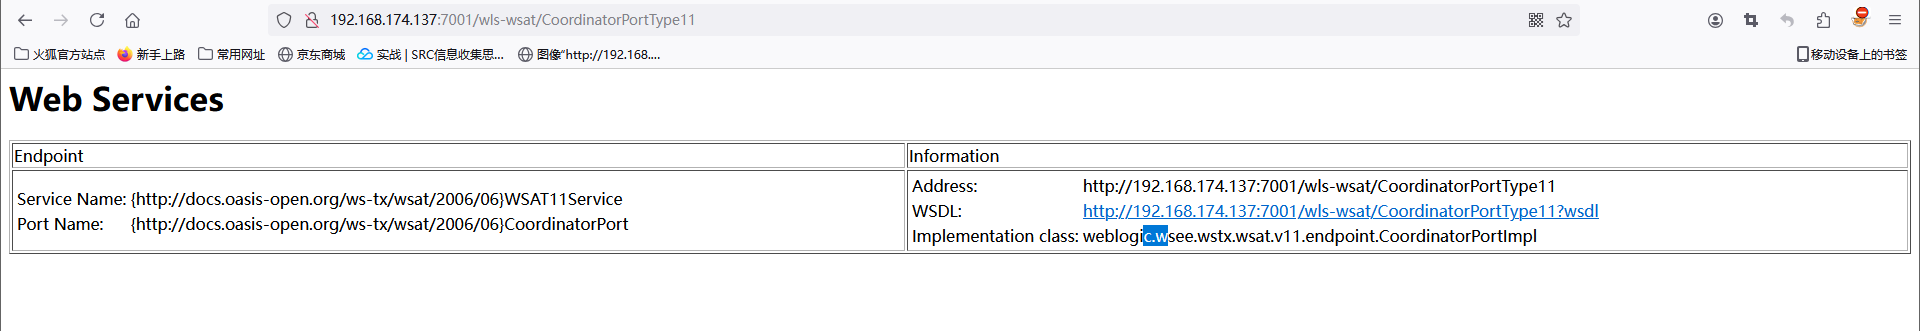 192.168.174.137:7001/wls-wsat/CoordinatorPortType11
火狐官方站点 新手上路 常用网址 京东商城 实战 | SRC信息收集思... 图像"http://192.168.... 移动设备上的书签
Web Services
Endpoint Information
Service Name: {http://docs.oasis-open.org/ws-tx/wsat/2006/06}WSAT11Service
Port Name: {http://docs.oasis-open.org/ws-tx/wsat/2006/06}CoordinatorPort
Address: http://192.168.174.137:7001/wls-wsat/CoordinatorPortType11
WSDL: http://192.168.174.137:7001/wls-wsat/CoordinatorPortType11?wsdl
Implementation class: weblogic.wsee.wstx.wsat.v11.endpoint.CoordinatorPortImpl